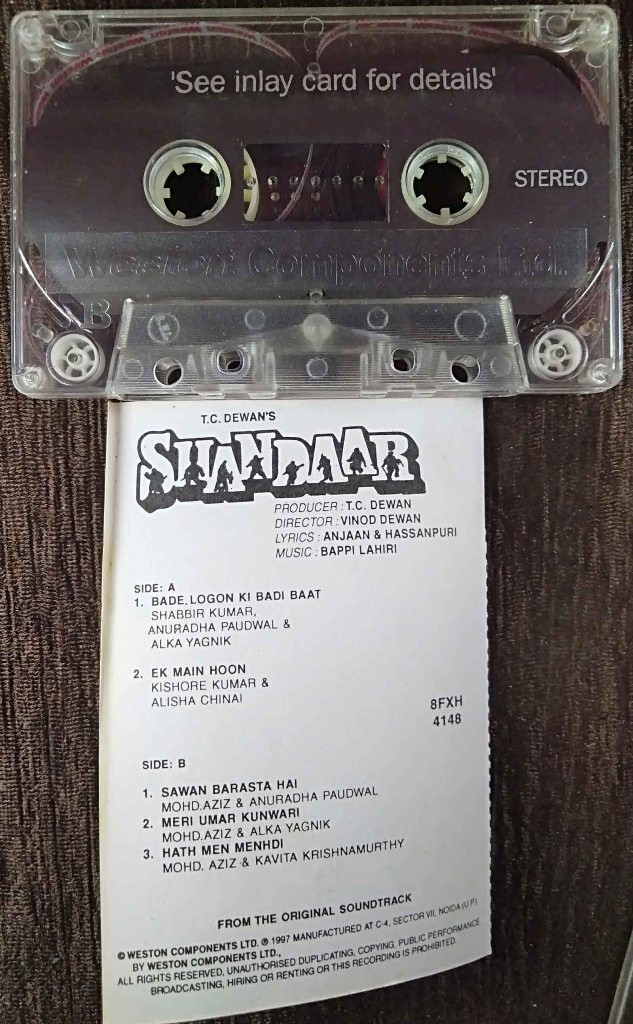 'See inlay card for details'
STEREO
Weston Components Ltd.
B
T.C. DEWAN'S
SHANDAAR
PRODUCER : T.C. DEWAN
DIRECTOR : VINOD DEWAN
LYRICS : ANJAAN & HASSANPURI
MUSIC : BAPPI LAHIRI
SIDE: A
1. BADE, LOGON KI BADI BAAT
SHABBIR KUMAR,
ANURADHA PAUDWAL &
ALKA YAGNIK
2. EK MAIN HOON
KISHORE KUMAR &
ALISHA CHINAI
8FXH
4148
SIDE: B
1. SAWAN BARASTA HAI
MOHD.AZIZ & ANURADHA PAUDWAL
2. MERI UMAR KUNWARI
MOHD.AZIZ & ALKA YAGNIK
3. HATH MEN MENHDI
MOHD. AZIZ & KAVITA KRISHNAMURTHY
FROM THE ORIGINAL SOUNDTRACK
© WESTON COMPONENTS LTD. ℗ 1997 MANUFACTURED AT C-4, SECTOR VII, NOIDA (U P)
BY WESTON COMPONENTS LTD.,
ALL RIGHTS RESERVED, UNAUTHORISED DUPLICATING, COPYING, PUBLIC PERFORMANCE
BROADCASTING, HIRING OR RENTING OR THIS RECORDING IS PROHIBITED.